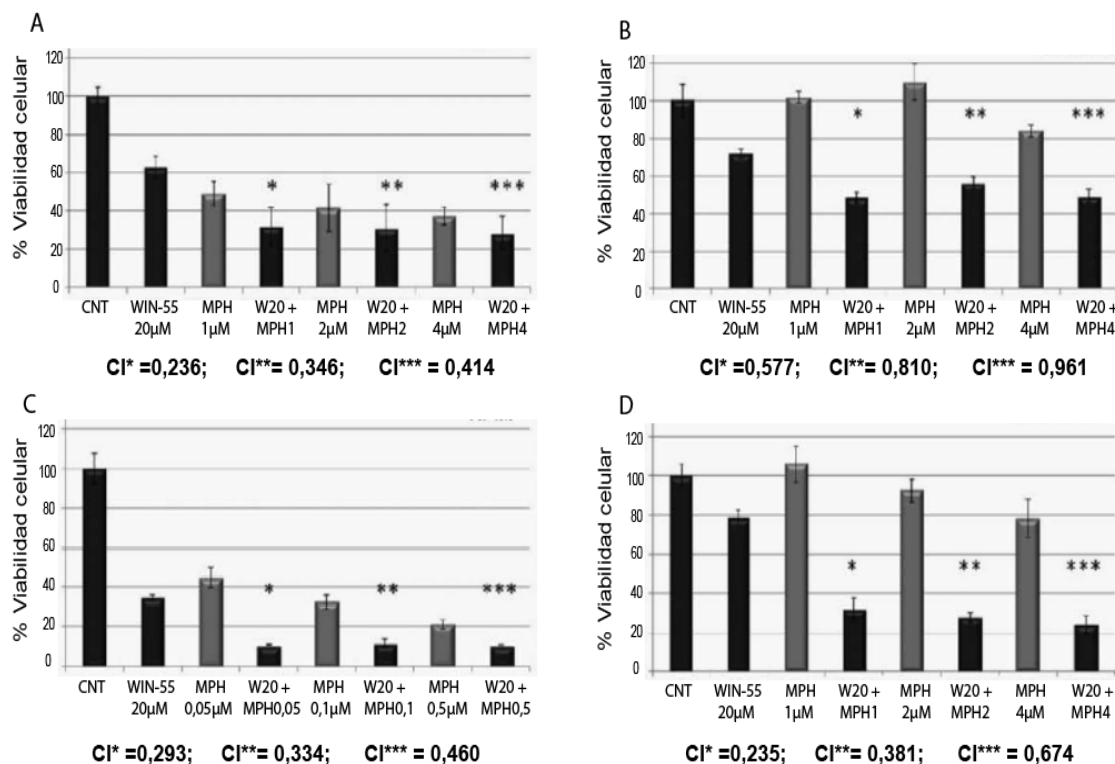 A
% Viabilidad celular
120
100
80
60
40
20
0
* ** ***
CNT WIN-55 20µM MPH 1µM W20 + MPH1 MPH 2µM W20 + MPH2 MPH 4µM W20 + MPH4
CI* =0,236; CI**= 0,346; CI*** = 0,414
B
% Viabilidad celular
120
100
80
60
40
20
0
* ** ***
CNT WIN-55 20µM MPH 1µM W20 + MPH1 MPH 2µM W20 + MPH2 MPH 4µM W20 + MPH4
CI* =0,577; CI**= 0,810; CI*** = 0,961
C
% Viabilidad celular
120
100
80
60
40
20
0
* ** ***
CNT WIN-55 20µM MPH 0,05µM W20 + MPH0,05 MPH 0,1µM W20 + MPH0,1 MPH 0,5µM W20 + MPH0,5
CI* =0,293; CI**= 0,334; CI*** = 0,460
D
% Viabilidad celular
120
100
80
60
40
20
0
* ** ***
CNT WIN-55 20µM MPH 1µM W20 + MPH1 MPH 2µM W20 + MPH2 MPH 4µM W20 + MPH4
CI* =0,235; CI**= 0,381; CI*** = 0,674